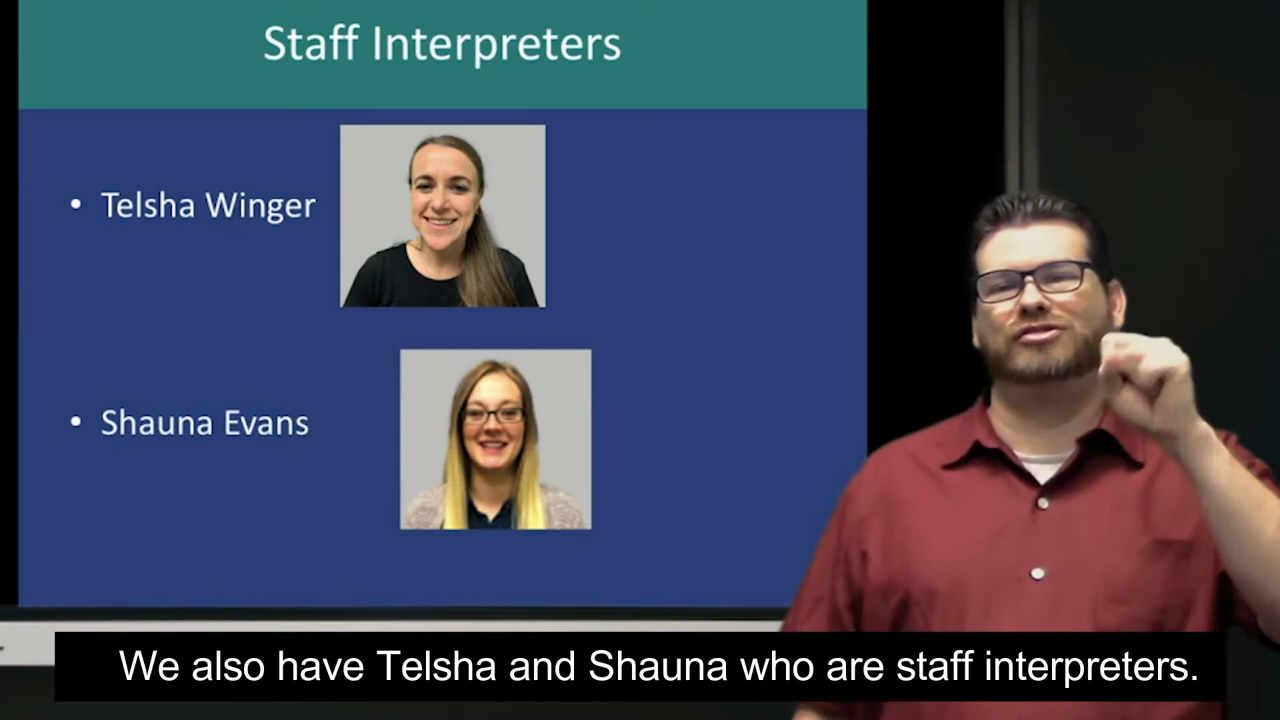 Staff Interpreters
• Telsha Winger
• Shauna Evans
We also have Telsha and Shauna who are staff interpreters.